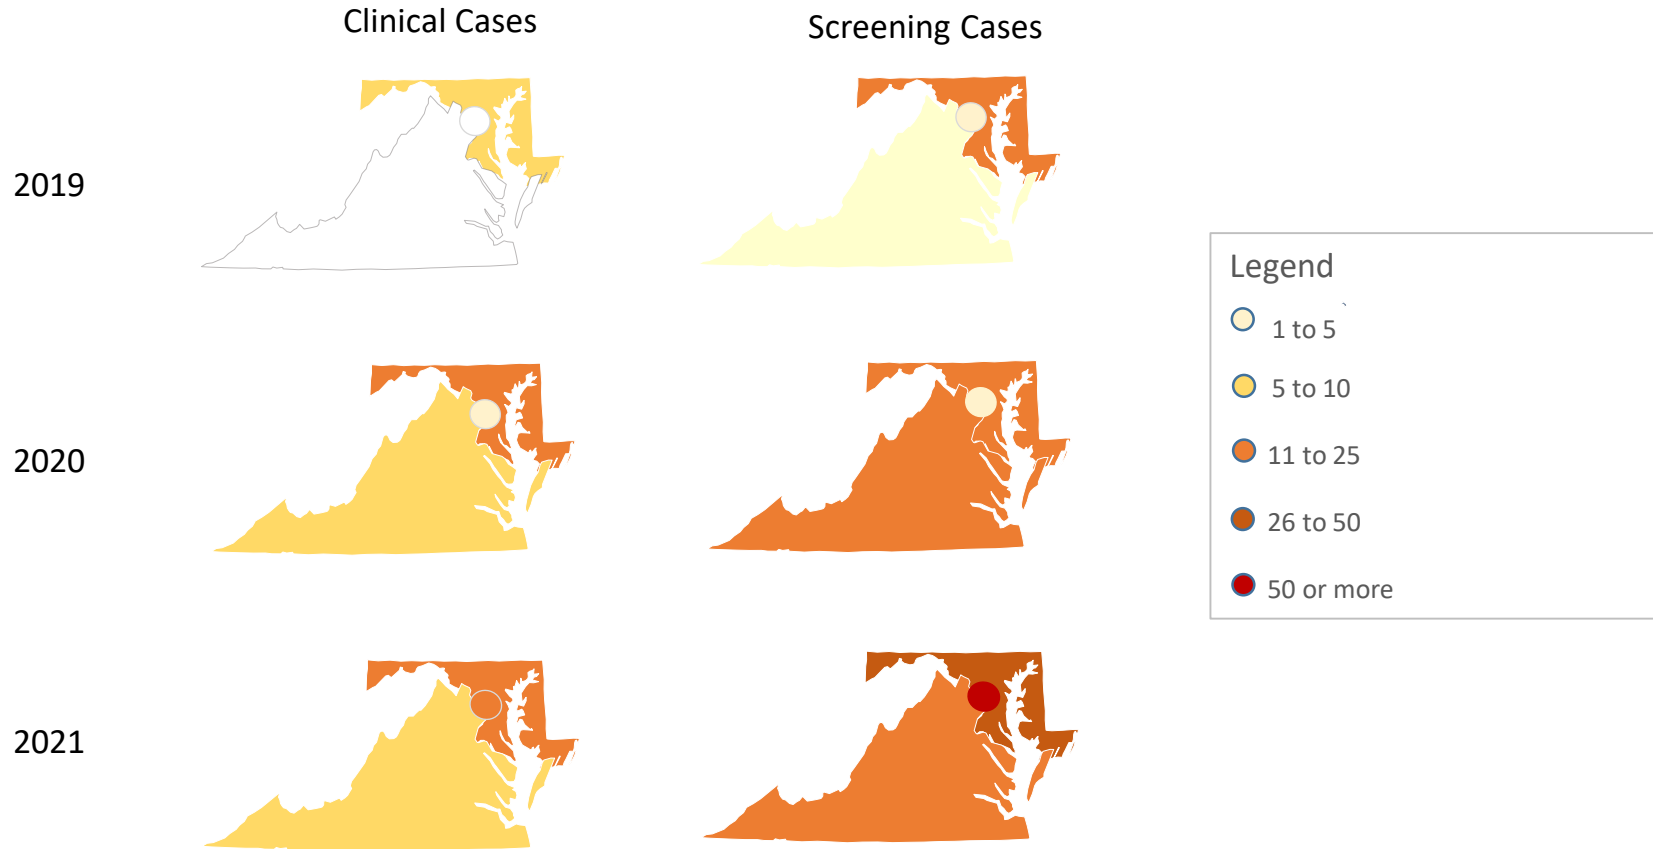 Clinical Cases
Screening Cases
2019
Legend
1 to 5
5 to 10
2020
11 to 25
26 to 50
50 or more
2021